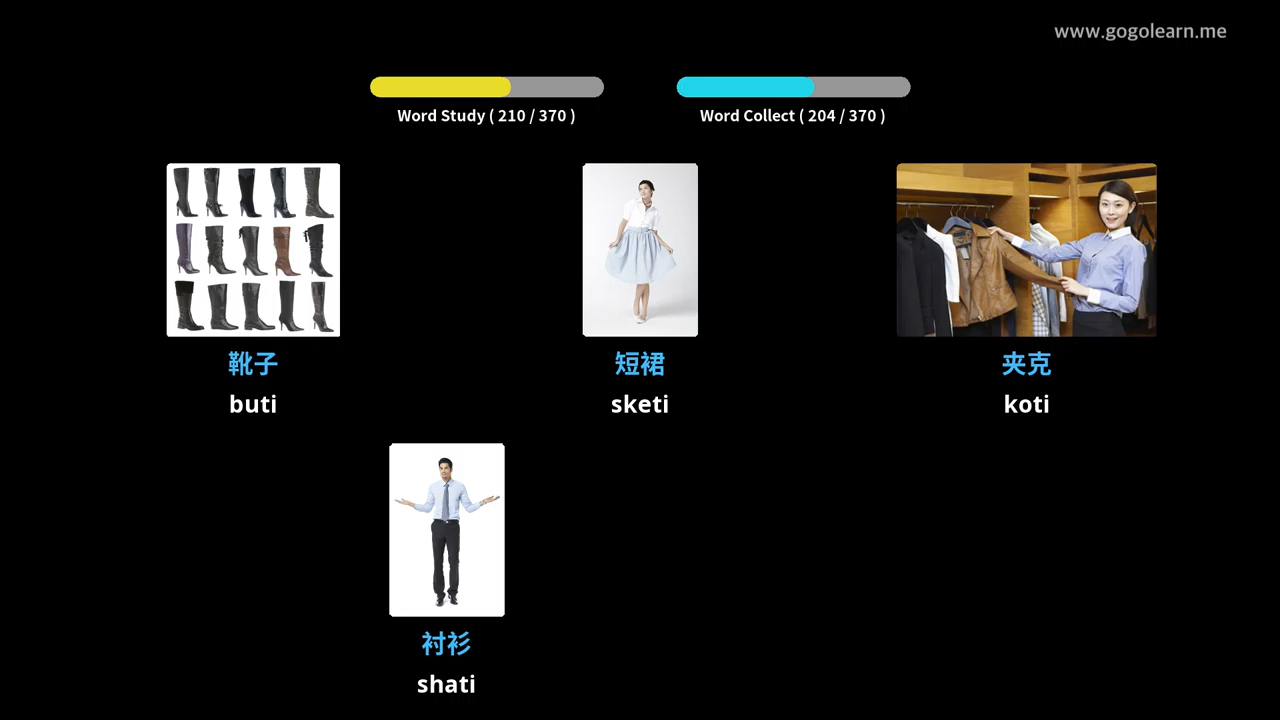 www.gogolearn.me
Word Study ( 210 / 370 )
Word Collect ( 204 / 370 )
靴子
buti
短裙
sketi
夹克
koti
衬衫
shati